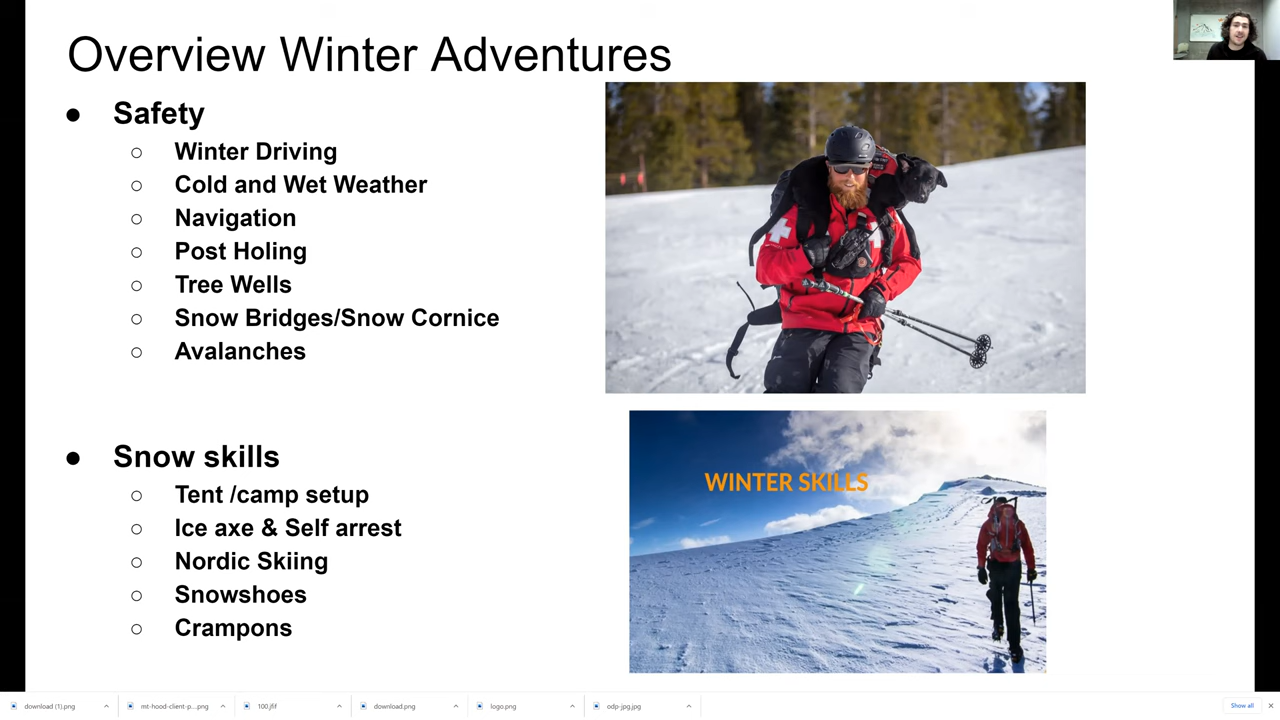 Overview Winter Adventures
● Safety
○ Winter Driving
○ Cold and Wet Weather
○ Navigation
○ Post Holing
○ Tree Wells
○ Snow Bridges/Snow Cornice
○ Avalanches
● Snow skills
○ Tent /camp setup
○ Ice axe & Self arrest
○ Nordic Skiing
○ Snowshoes
○ Crampons
WINTER SKILLS
download (1).png
mt-hood-client-p....png
100.jfif
download.png
logo.png
odp-jpg.jpg
Show all